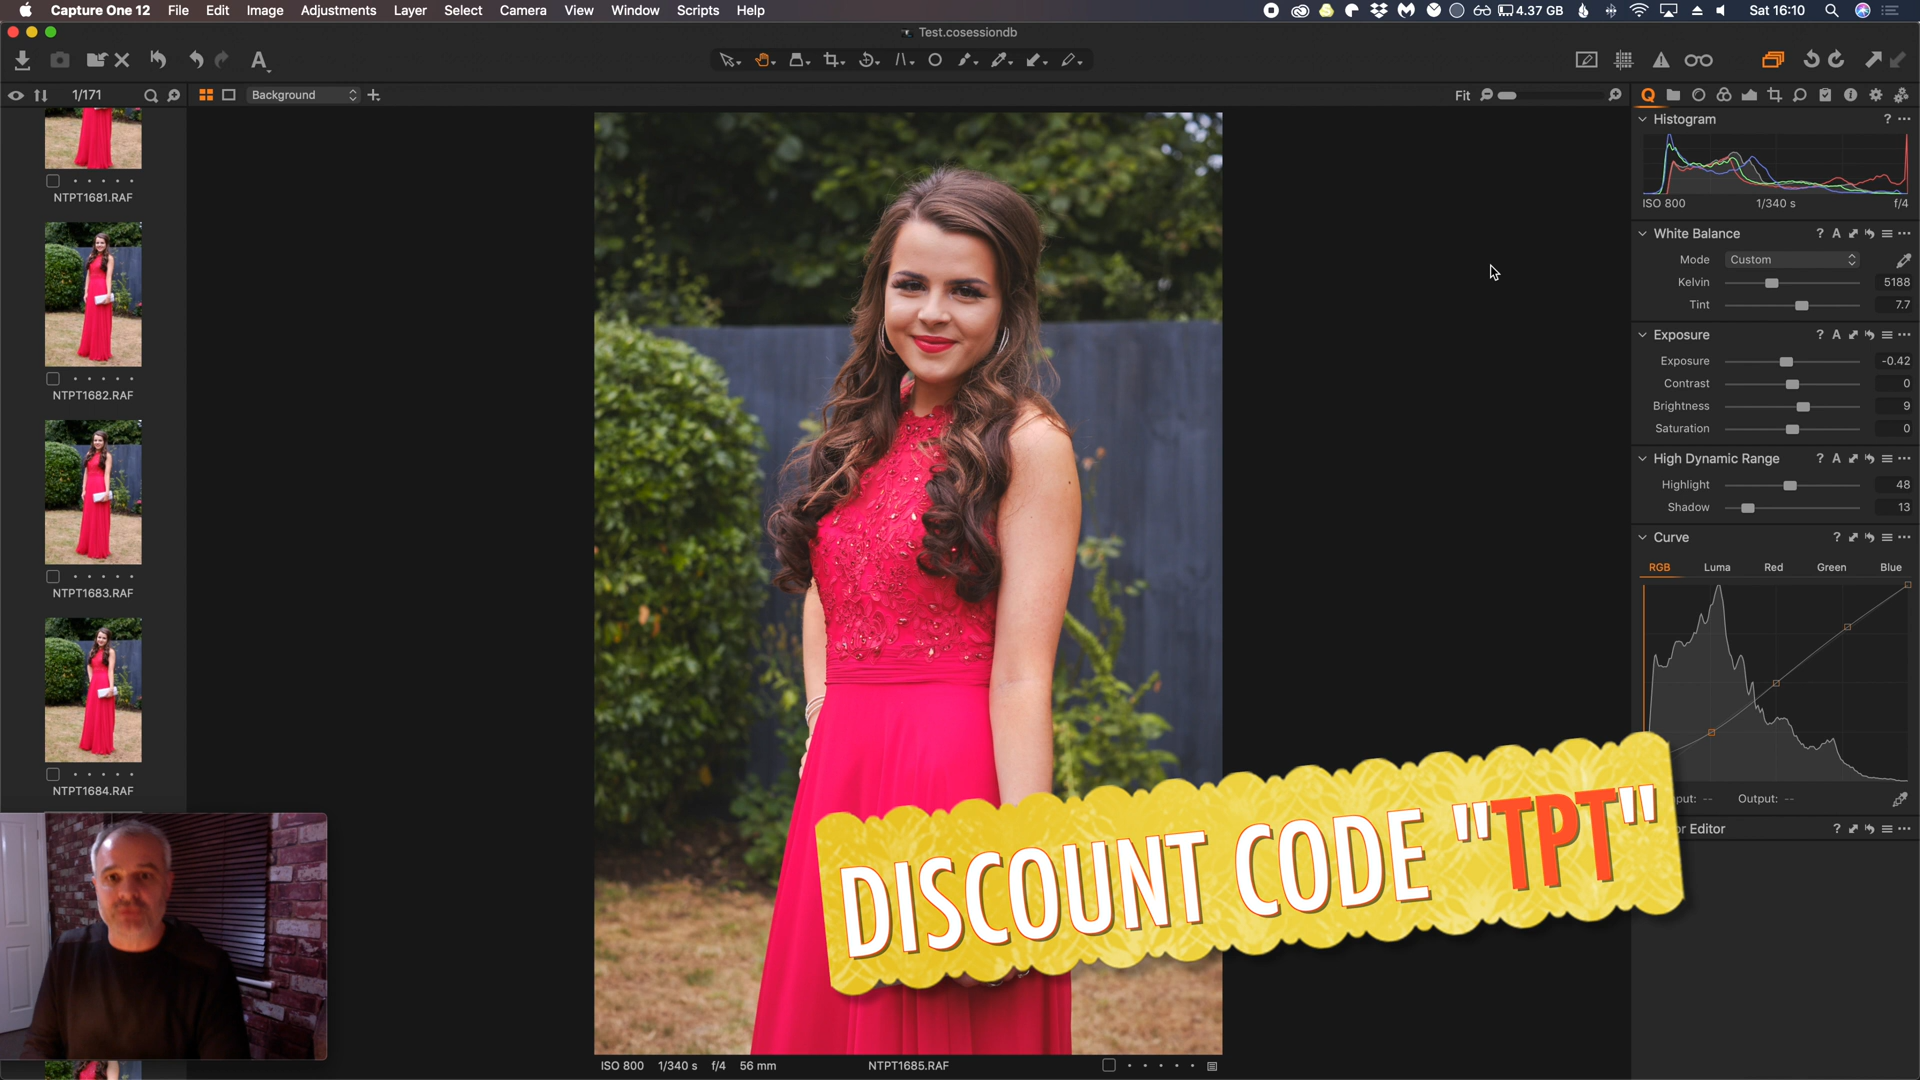 Capture One 12 File Edit Image Adjustments Layer Select Camera View Window Scripts Help 4.37 GB Sat 16:10
Test.cosessiondb
1/171 Background Fit
NTPT1681.RAF
NTPT1682.RAF
NTPT1683.RAF
NTPT1684.RAF
ISO 800 1/340 s f/4 56 mm NTPT1685.RAF
Histogram
ISO 800 1/340 s f/4
White Balance
Mode Custom
Kelvin 5188
Tint 7.7
Exposure
Exposure -0.42
Contrast 0
Brightness 9
Saturation 0
High Dynamic Range
Highlight 48
Shadow 13
Curve
RGB Luma Red Green Blue
Output: --
Editor
DISCOUNT CODE "TPT"